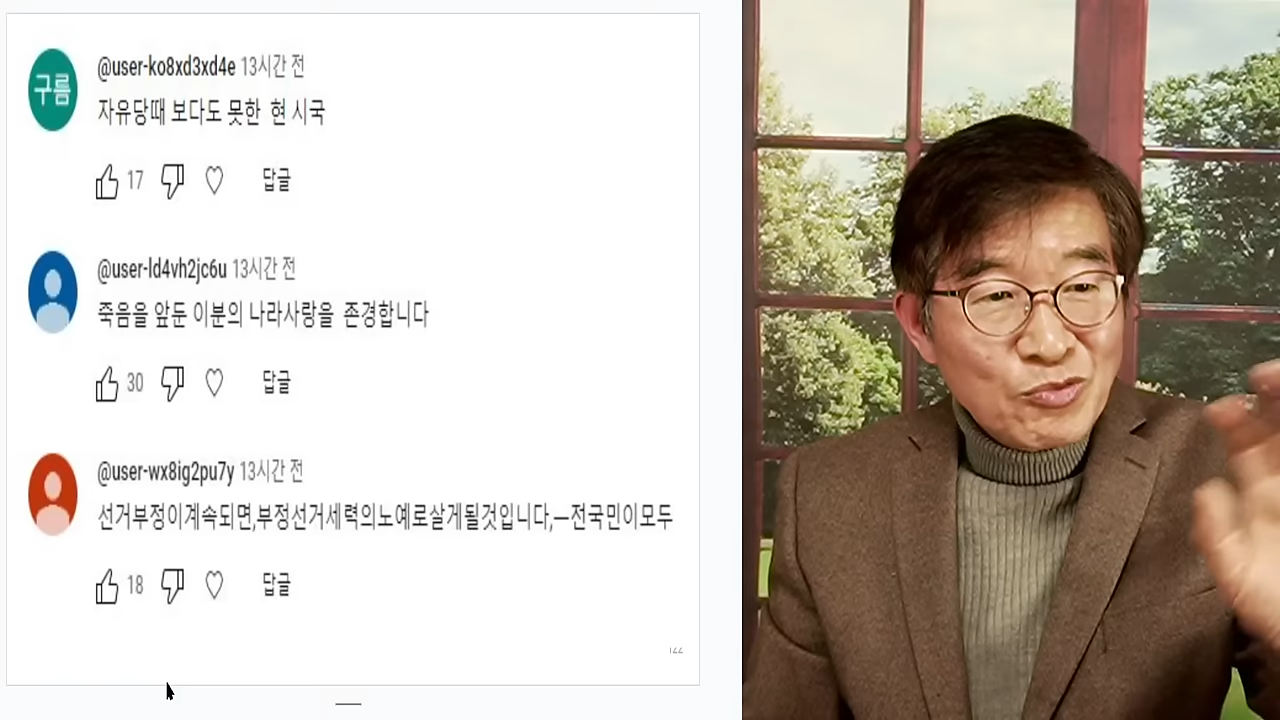 구름
@user-ko8xd3xd4e 13시간 전
자유당때 보다도 못한 현 시국
17 답글
@user-ld4vh2jc6u 13시간 전
죽음을 앞둔 이분의 나라사랑을 존경합니다
30 답글
@user-wx8ig2pu7y 13시간 전
선거부정이계속되면,부정선거세력의노예로살게될것입니다,ㅡ전국민이모두
18 답글